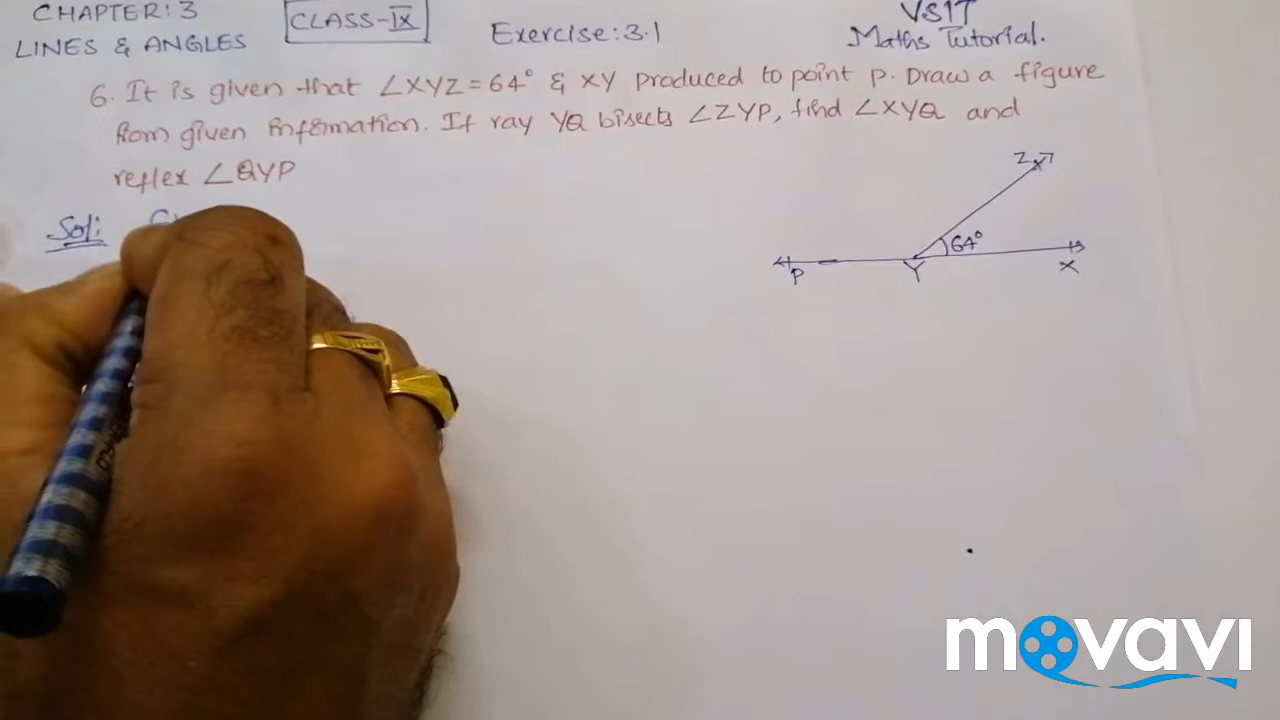 CHAPTER: 3
LINES & ANGLES
CLASS-IX
Exercise: 3.1
VSIT
Maths Tutorial.
6. It is given that ∠XYZ = 64° & XY produced to point P. Draw a figure
from given information. If ray YQ bisects ∠ZYP, find ∠XYQ and
reflex ∠QYP
Sol:
Z
64°
P
Y
X
movavi